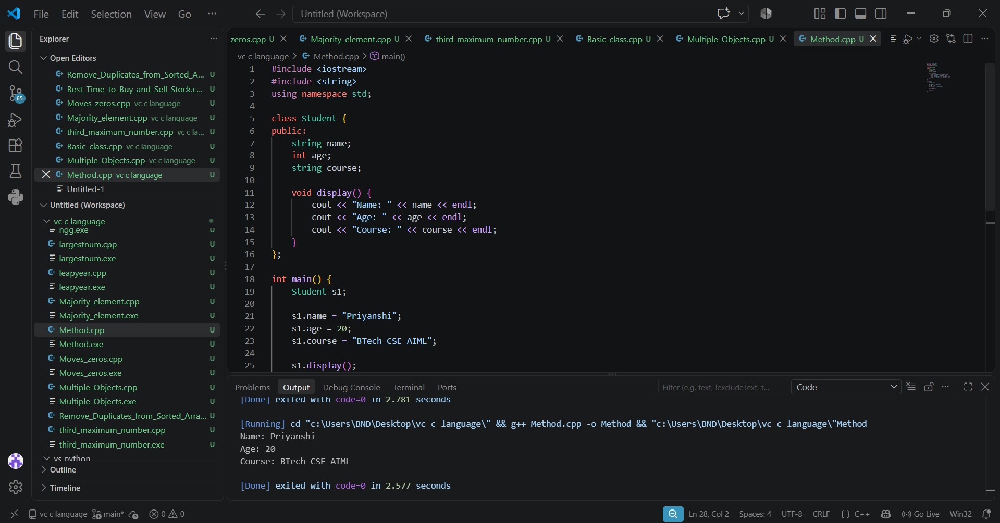 File Edit Selection View Go ··· Untitled (Workspace)
Explorer ···
Open Editors
Remove_Duplicates_from_Sorted_A... U
Best_Time_to_Buy_and_Sell_Stock.c... U
Moves_zeros.cpp vc c language U
Majority_element.cpp vc c language U
third_maximum_number.cpp vc c la... U
Basic_class.cpp vc c language U
Multiple_Objects.cpp vc c language U
Method.cpp vc c language U
Untitled-1
Untitled (Workspace)
vc c language
ngg.exe U
largestnum.cpp U
largestnum.exe U
leapyear.cpp U
leapyear.exe U
Majority_element.cpp U
Majority_element.exe U
Method.cpp U
Method.exe U
Moves_zeros.cpp U
Moves_zeros.exe U
Multiple_Objects.cpp U
Multiple_Objects.exe U
Remove_Duplicates_from_Sorted_Arra... U
third_maximum_number.cpp U
third_maximum_number.exe U
vs python
Outline
Timeline
65
_zeros.cpp U Majority_element.cpp U third_maximum_number.cpp U Basic_class.cpp U Multiple_Objects.cpp U Method.cpp U
vc c language > Method.cpp > main()
1 #include <iostream>
2 #include <string>
3 using namespace std;
4
5 class Student {
6 public:
7 string name;
8 int age;
9 string course;
10
11 void display() {
12 cout << "Name: " << name << endl;
13 cout << "Age: " << age << endl;
14 cout << "Course: " << course << endl;
15 }
16 };
17
18 int main() {
19 Student s1;
20
21 s1.name = "Priyanshi";
22 s1.age = 20;
23 s1.course = "BTech CSE AIML";
24
25 s1.display();
Problems Output Debug Console Terminal Ports Filter (e.g. text, !excludeText, t... Code
[Done] exited with code=0 in 2.781 seconds
[Running] cd "c:\Users\BND\Desktop\vc c language\" && g++ Method.cpp -o Method && "c:\Users\BND\Desktop\vc c language\"Method
Name: Priyanshi
Age: 20
Course: BTech CSE AIML
[Done] exited with code=0 in 2.577 seconds
vc c language main* 0 0 Ln 28, Col 2 Spaces: 4 UTF-8 CRLF { } C++ Go Live Win32